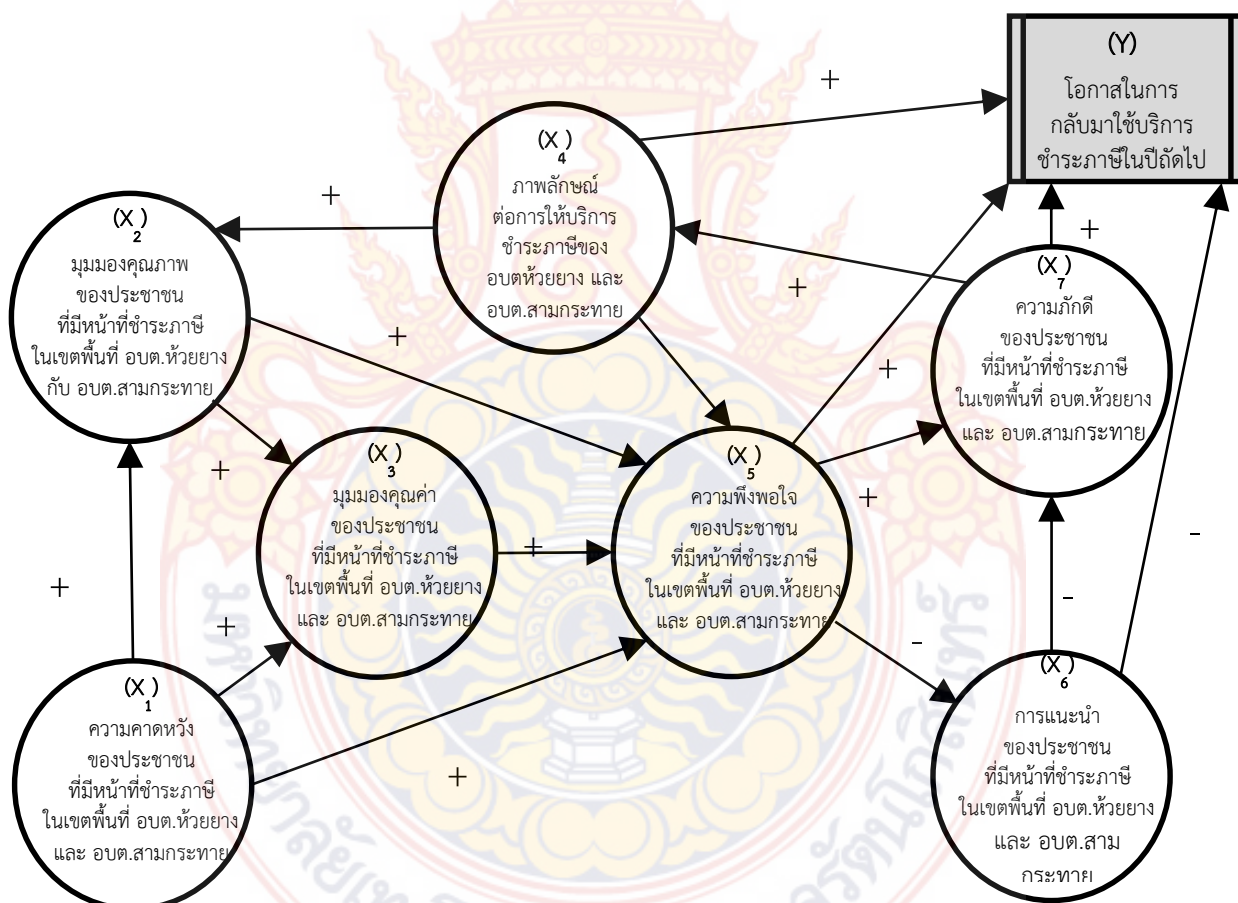 (Y)
โอกาสในการ
กลับมาใช้บริการ
ชำระภาษีในปีถัดไป
+
(X4)
ภาพลักษณ์
ต่อการให้บริการ
ชำระภาษีของ
อบตห้วยยาง และ
อบต.สามกระทาย
+
(X2)
มุมมองคุณภาพ
ของประชาชน
ที่มีหน้าที่ชำระภาษี
ในเขตพื้นที่ อบต.ห้วยยาง
กับ อบต.สามกระทาย
+
(X7)
ความภักดี
ของประชาชน
ที่มีหน้าที่ชำระภาษี
ในเขตพื้นที่ อบต.ห้วยยาง
และ อบต.สามกระทาย
+
+
+
(X3)
มุมมองคุณค่า
ของประชาชน
ที่มีหน้าที่ชำระภาษี
ในเขตพื้นที่ อบต.ห้วยยาง
และ อบต.สามกระทาย
+
+
(X5)
ความพึงพอใจ
ของประชาชน
ที่มีหน้าที่ชำระภาษี
ในเขตพื้นที่ อบต.ห้วยยาง
และ อบต.สามกระทาย
+
-
+
+
-
-
(X1)
ความคาดหวัง
ของประชาชน
ที่มีหน้าที่ชำระภาษี
ในเขตพื้นที่ อบต.ห้วยยาง
และ อบต.สามกระทาย
+
(X6)
การแนะนำ
ของประชาชน
ที่มีหน้าที่ชำระภาษี
ในเขตพื้นที่ อบต.ห้วยยาง
และ อบต.สาม
กระทาย